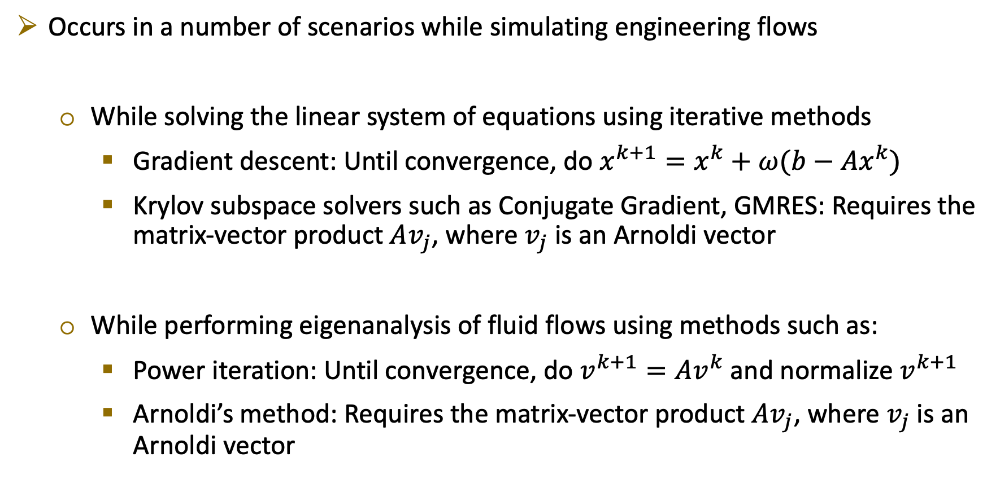 ➢ Occurs in a number of scenarios while simulating engineering flows
○ While solving the linear system of equations using iterative methods
▪ Gradient descent: Until convergence, do $x^{k+1} = x^k + \omega(b - Ax^k)$
▪ Krylov subspace solvers such as Conjugate Gradient, GMRES: Requires the
matrix-vector product $Av_j$, where $v_j$ is an Arnoldi vector
○ While performing eigenanalysis of fluid flows using methods such as:
▪ Power iteration: Until convergence, do $v^{k+1} = Av^k$ and normalize $v^{k+1}$
▪ Arnoldi’s method: Requires the matrix-vector product $Av_j$, where $v_j$ is an
Arnoldi vector